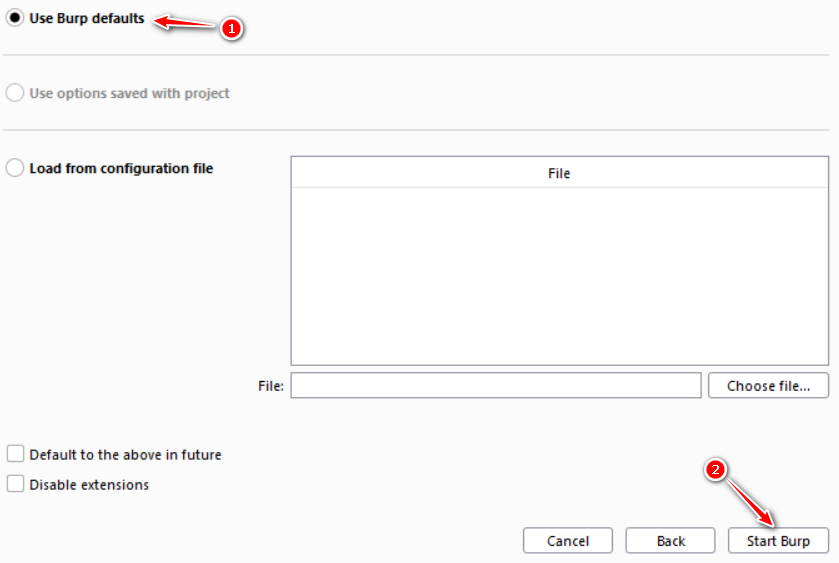 Use Burp defaults
1
Use options saved with project
Load from configuration file
File
File:
Choose file...
Default to the above in future
Disable extensions
2
Cancel
Back
Start Burp